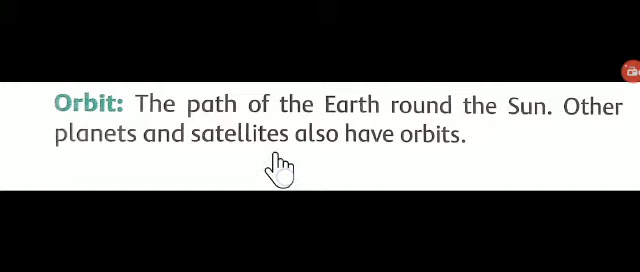 Orbit: The path of the Earth round the Sun. Other
planets and satellites also have orbits.